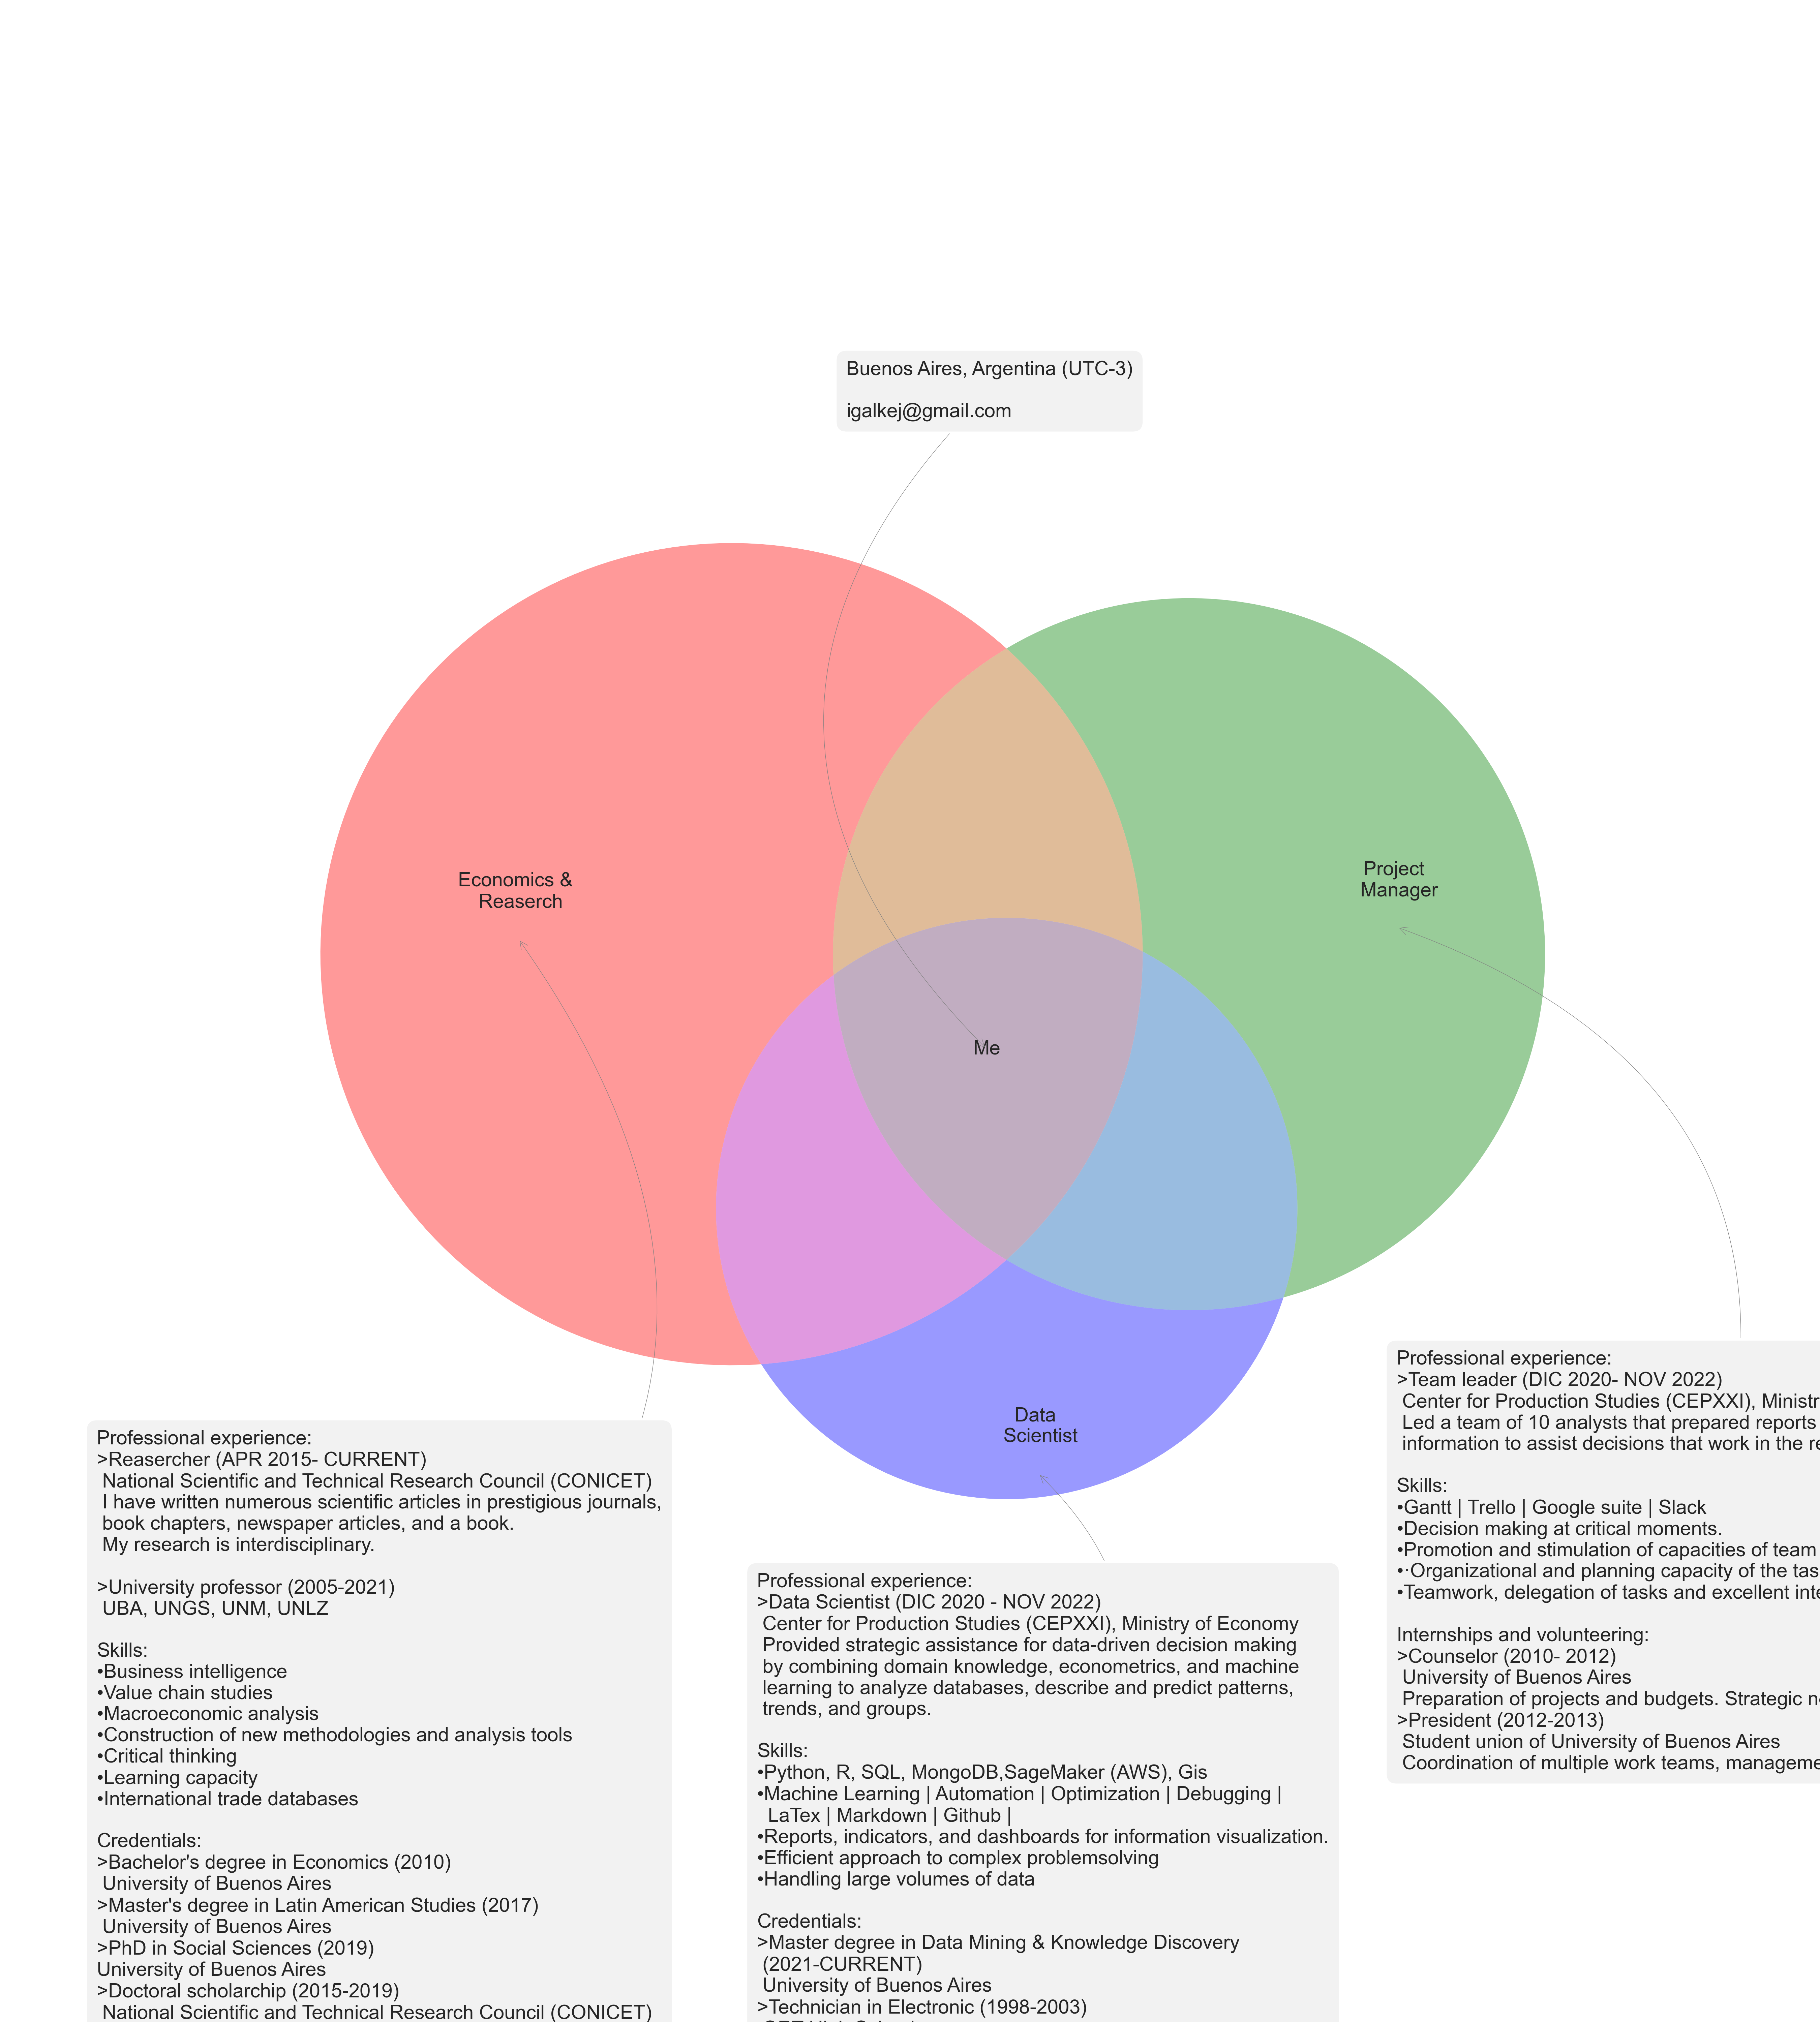 Buenos Aires, Argentina (UTC-3)
igalkej@gmail.com
Economics &
Reaserch
Project
Manager
Me
Data
Scientist
Professional experience:
>Reasercher (APR 2015- CURRENT)
National Scientific and Technical Research Council (CONICET)
I have written numerous scientific articles in prestigious journals,
book chapters, newspaper articles, and a book.
My research is interdisciplinary.
>University professor (2005-2021)
UBA, UNGS, UNM, UNLZ
Skills:
•Business intelligence
•Value chain studies
•Macroeconomic analysis
•Construction of new methodologies and analysis tools
•Critical thinking
•Learning capacity
•International trade databases
Credentials:
>Bachelor's degree in Economics (2010)
University of Buenos Aires
>Master's degree in Latin American Studies (2017)
University of Buenos Aires
>PhD in Social Sciences (2019)
University of Buenos Aires
>Doctoral scholarchip (2015-2019)
National Scientific and Technical Research Council (CONICET)
Professional experience:
>Data Scientist (DIC 2020 - NOV 2022)
Center for Production Studies (CEPXXI), Ministry of Economy
Provided strategic assistance for data-driven decision making
by combining domain knowledge, econometrics, and machine
learning to analyze databases, describe and predict patterns,
trends, and groups.
Skills:
•Python, R, SQL, MongoDB,SageMaker (AWS), Gis
•Machine Learning | Automation | Optimization | Debugging |
LaTex | Markdown | Github |
•Reports, indicators, and dashboards for information visualization.
•Efficient approach to complex problemsolving
•Handling large volumes of data
Credentials:
>Master degree in Data Mining & Knowledge Discovery
(2021-CURRENT)
University of Buenos Aires
>Technician in Electronic (1998-2003)
Professional experience:
>Team leader (DIC 2020- NOV 2022)
Center for Production Studies (CEPXXI), Ministr
Led a team of 10 analysts that prepared reports
information to assist decisions that work in the re
Skills:
•Gantt | Trello | Google suite | Slack
•Decision making at critical moments.
•Promotion and stimulation of capacities of team
•·Organizational and planning capacity of the tas
•Teamwork, delegation of tasks and excellent inte
Internships and volunteering:
>Counselor (2010- 2012)
University of Buenos Aires
Preparation of projects and budgets. Strategic n
>President (2012-2013)
Student union of University of Buenos Aires
Coordination of multiple work teams, manageme